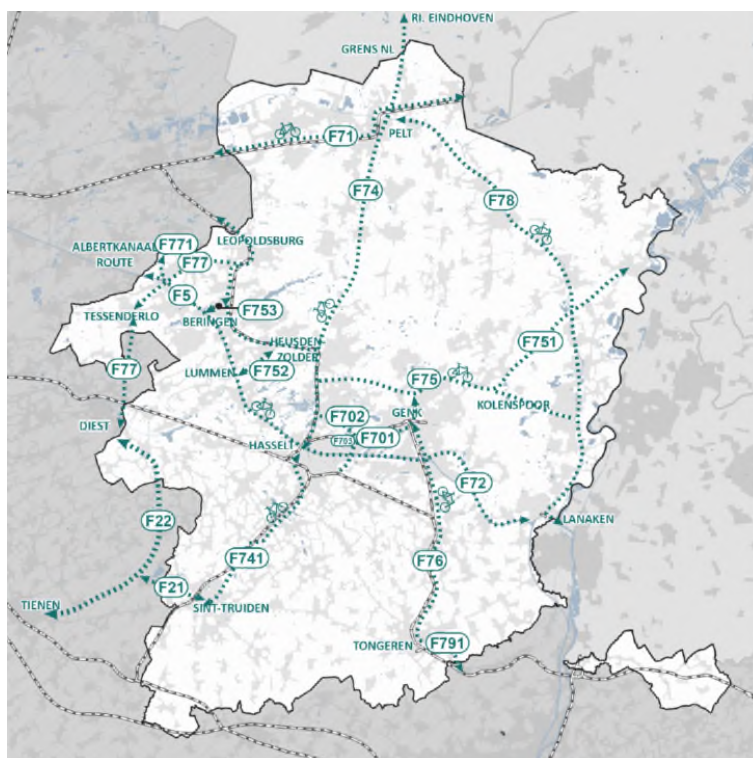 RI. EINDHOVEN
GRENS NL
F71
PELT
F74
F78
LEOPOLDSBURG
ALBERTKANAAL
ROUTE
F771
F77
F5
TESSENDERLO
BERINGEN
F753
HEUSDEN
ZOLDER
F751
LUMMEN
F752
F77
F75
KOLENSPOOR
DIEST
F702
GENK
F703
F701
HASSELT
F72
LANAKEN
F22
F741
F76
F21
TIENEN
SINT-TRUIDEN
TONGEREN
F791